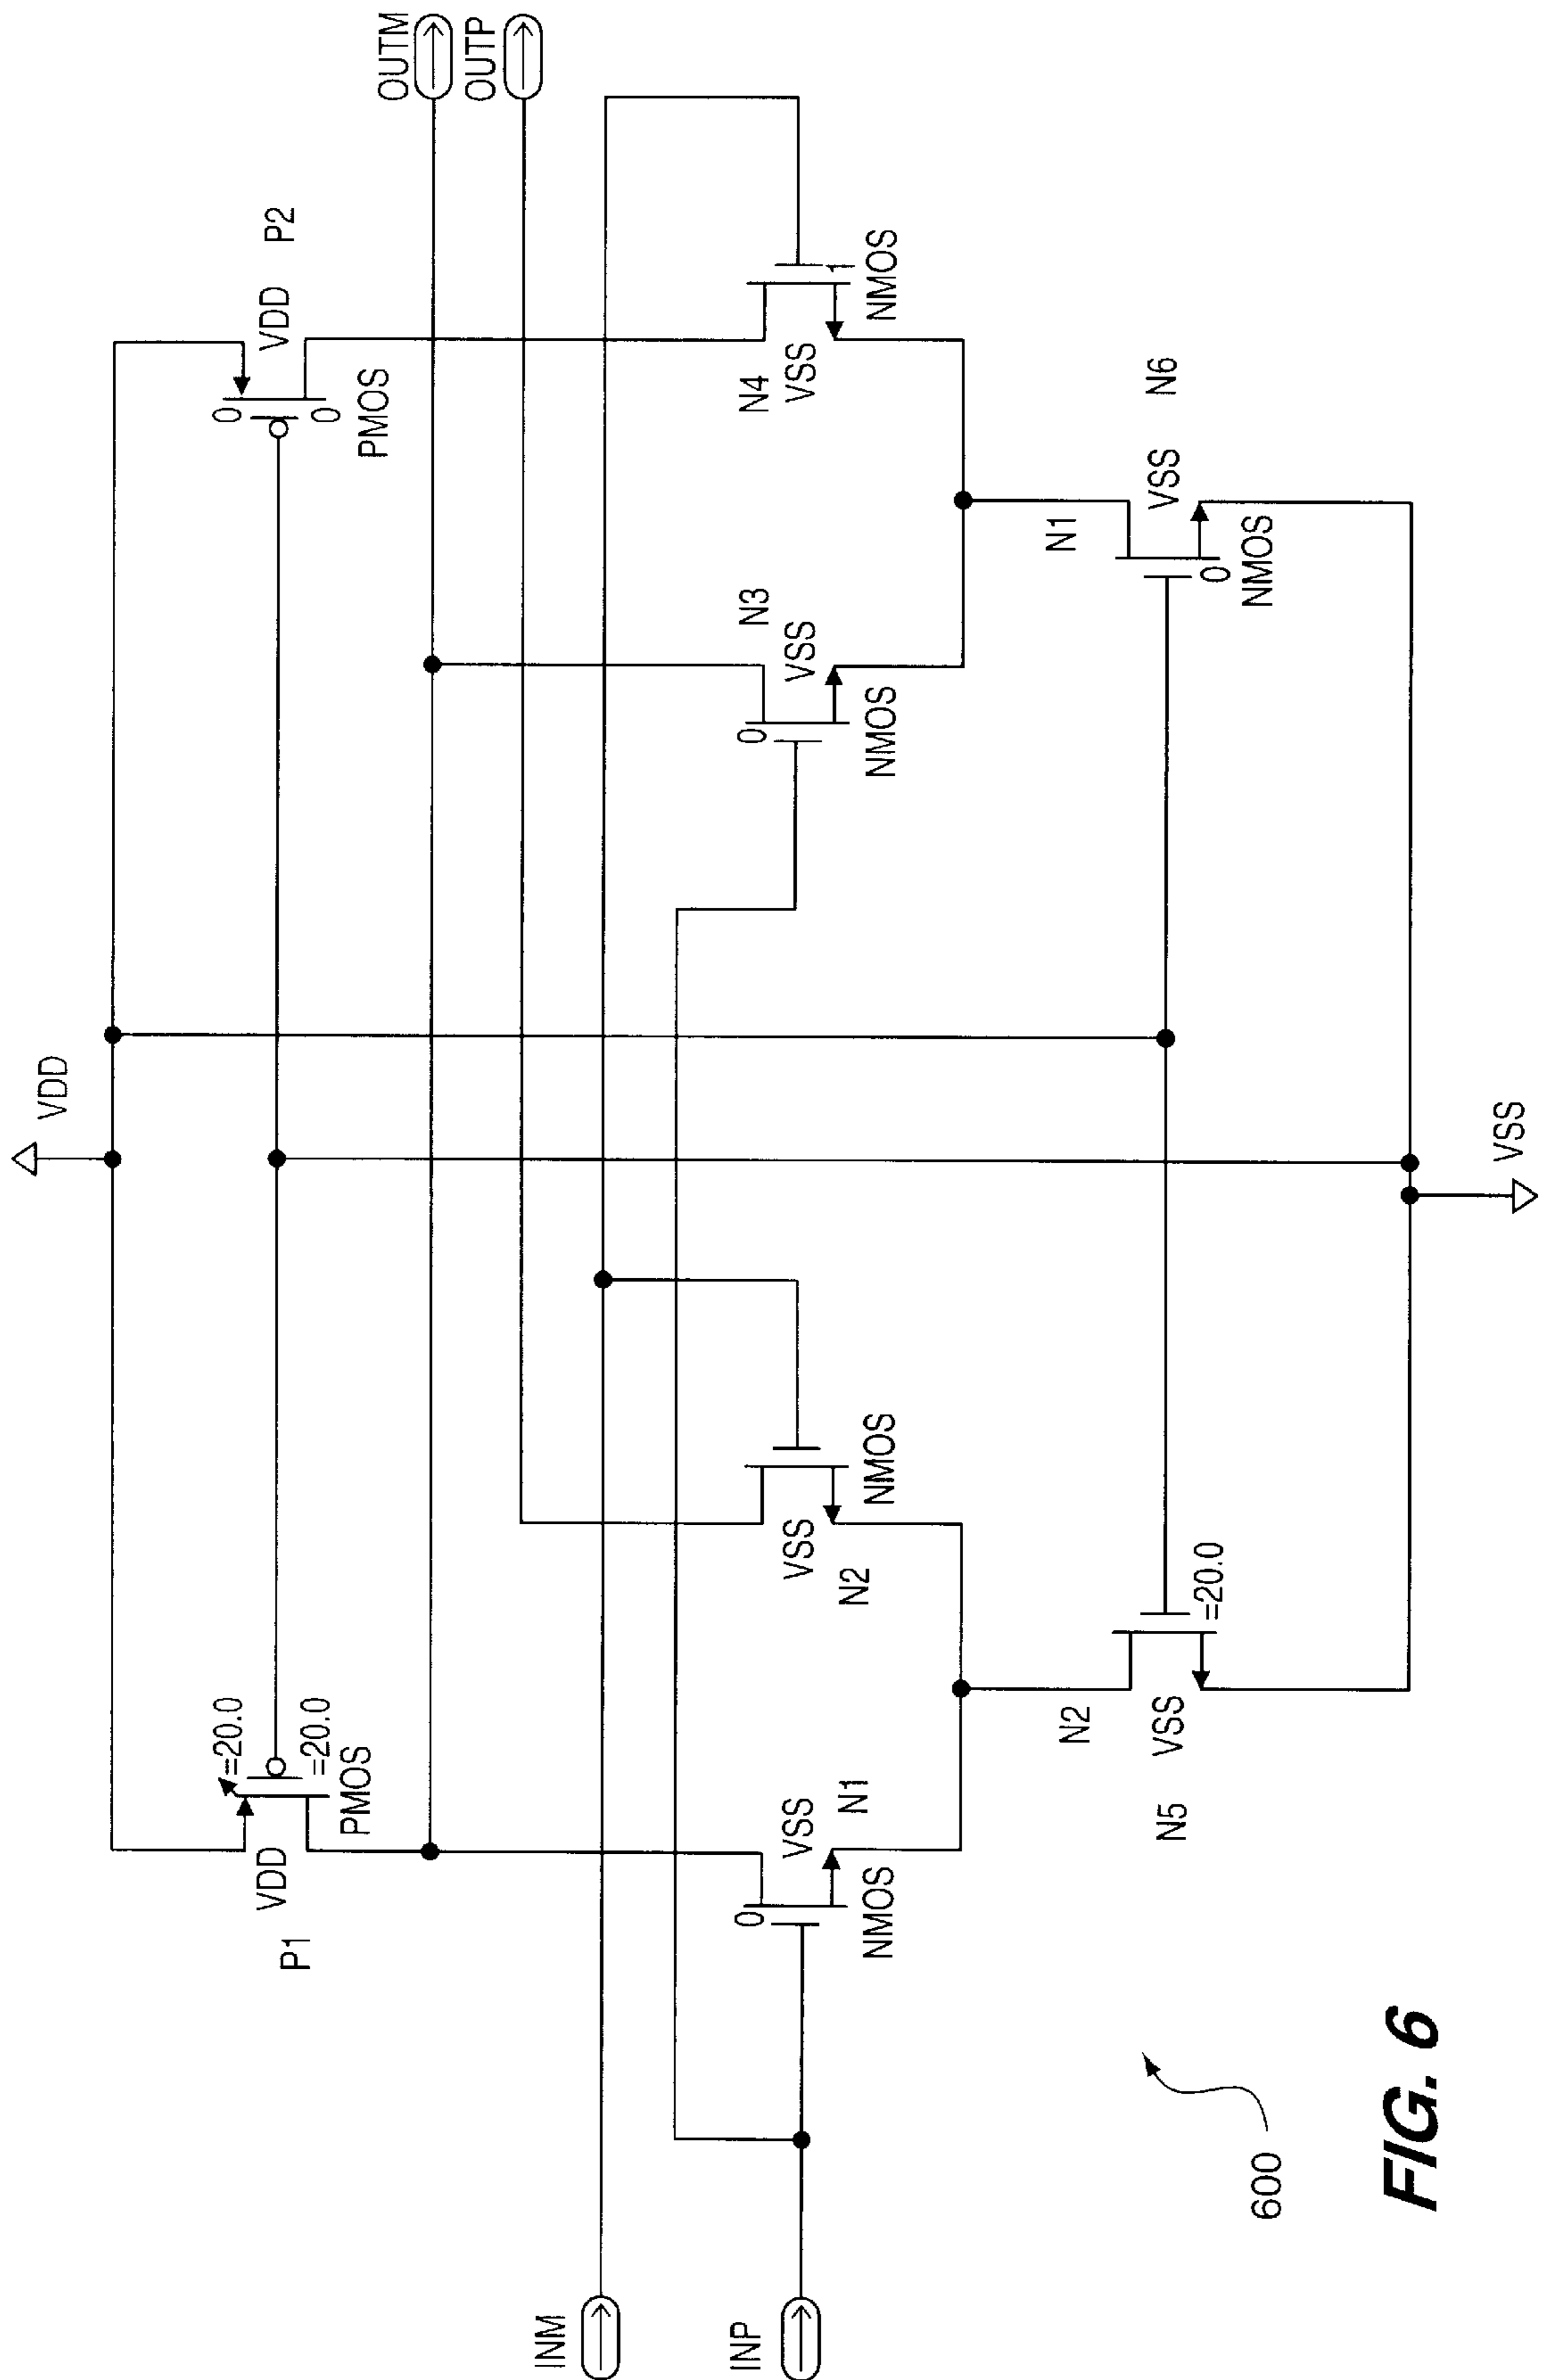 VDD
OUTM
OUTP
P1
VDD
=20.0
=20.0
PMOS
0
0
VDD
P2
PMOS
INM
INP
0
VSS
N1
NMOS
VSS
N2
NMOS
0
N3
VSS
NMOS
N4
VSS
1
NMOS
N2
N5
VSS
=20.0
N1
N6
VSS
0
NMOS
VSS
600
FIG. 6